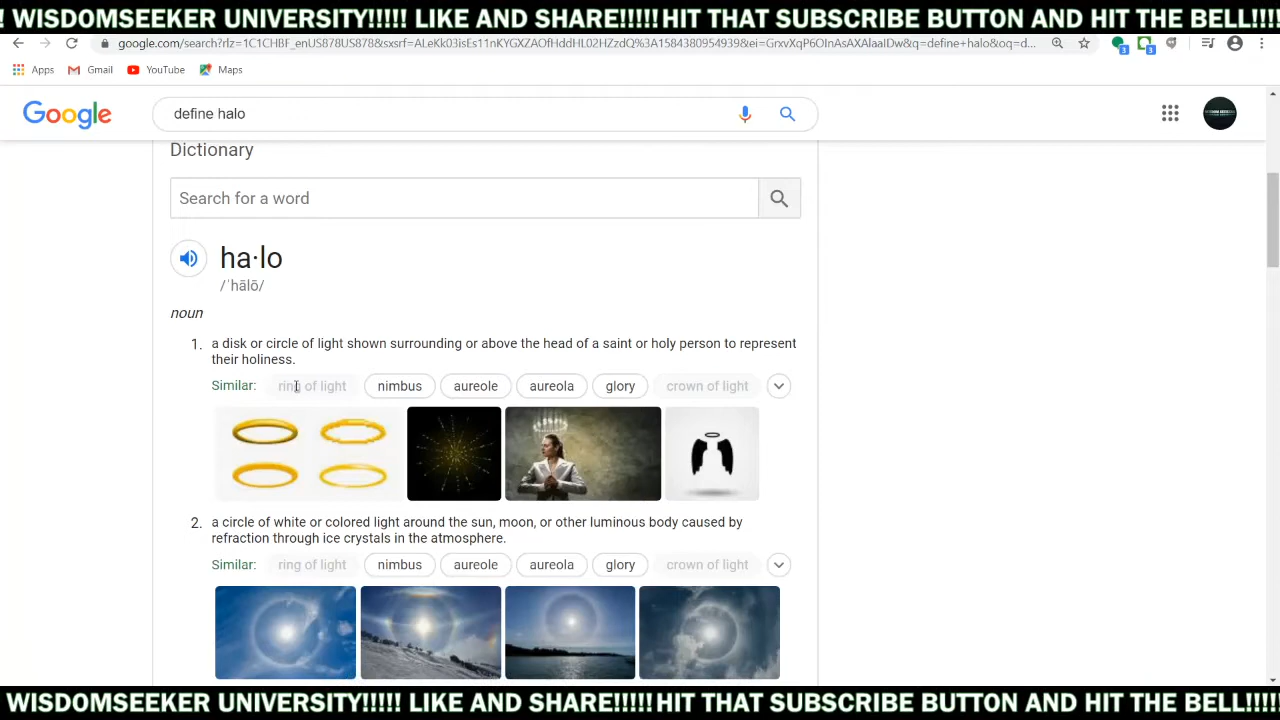 ! WISDOMSEEKER UNIVERSITY!!!!! LIKE AND SHARE!!!!! HIT THAT SUBSCRIBE BUTTON AND HIT THE BELL!!!!
Apps Gmail YouTube Maps
Google
define halo
Dictionary
Search for a word
ha·lo
/ˈhālō/
noun
1. a disk or circle of light shown surrounding or above the head of a saint or holy person to represent
their holiness.
Similar: ring of light nimbus aureole aureola glory crown of light
2. a circle of white or colored light around the sun, moon, or other luminous body caused by
refraction through ice crystals in the atmosphere.
Similar: ring of light nimbus aureole aureola glory crown of light
WISDOMSEEKER UNIVERSITY!!!!! LIKE AND SHARE!!!!! HIT THAT SUBSCRIBE BUTTON AND HIT THE BELL!!!!!